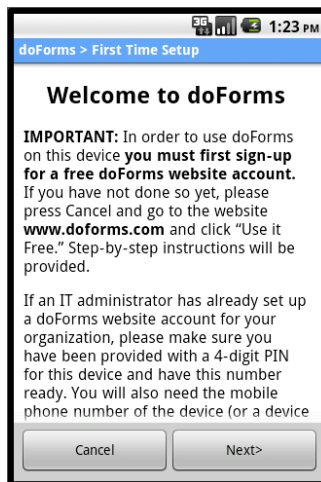 3G 1:23 PM
doForms > First Time Setup
Welcome to doForms
IMPORTANT: In order to use doForms
on this device you must first sign-up
for a free doForms website account.
If you have not done so yet, please
press Cancel and go to the website
www.doforms.com and click “Use it
Free.” Step-by-step instructions will be
provided.
If an IT administrator has already set up
a doForms website account for your
organization, please make sure you
have been provided with a 4-digit PIN
for this device and have this number
ready. You will also need the mobile
phone number of the device (or a device
Cancel Next>